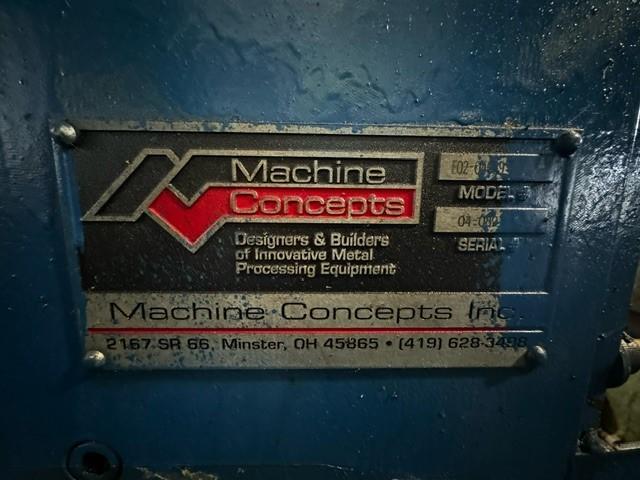 Machine
Concepts
MODEL
SERIAL
Designers & Builders
of Innovative Metal
Processing Equipment
Machine Concepts Inc.
2167 SR 66, Minster, OH 45865 • (419) 628-3498